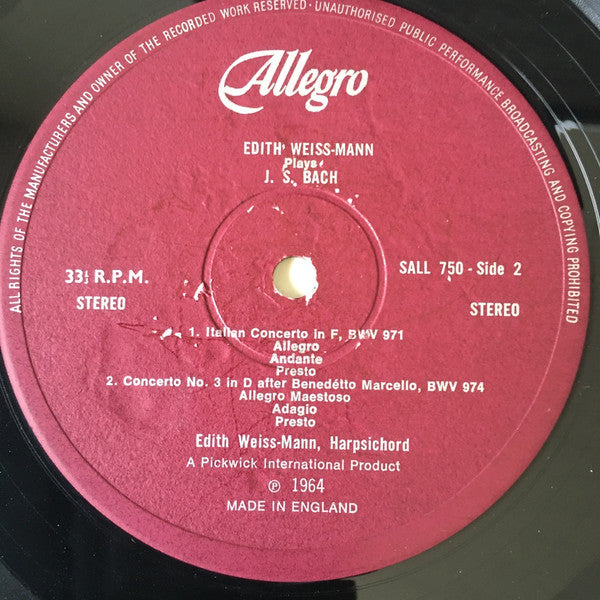 ALL RIGHTS OF THE MANUFACTURERS AND OWNER OF THE RECORDED WORK RESERVED · UNAUTHORISED PUBLIC PERFORMANCE BROADCASTING AND COPYING PROHIBITED
Allegro
EDITH WEISS-MANN
Plays
J. S. BACH
33⅓ R.P.M.
STEREO
SALL 750 - Side 2
STEREO
1. Italian Concerto in F, BWV 971
Allegro
Andante
Presto
2. Concerto No. 3 in D after Benedétto Marcello, BWV 974
Allegro Maestoso
Adagio
Presto
Edith Weiss-Mann, Harpsichord
A Pickwick International Product
℗ 1964
MADE IN ENGLAND